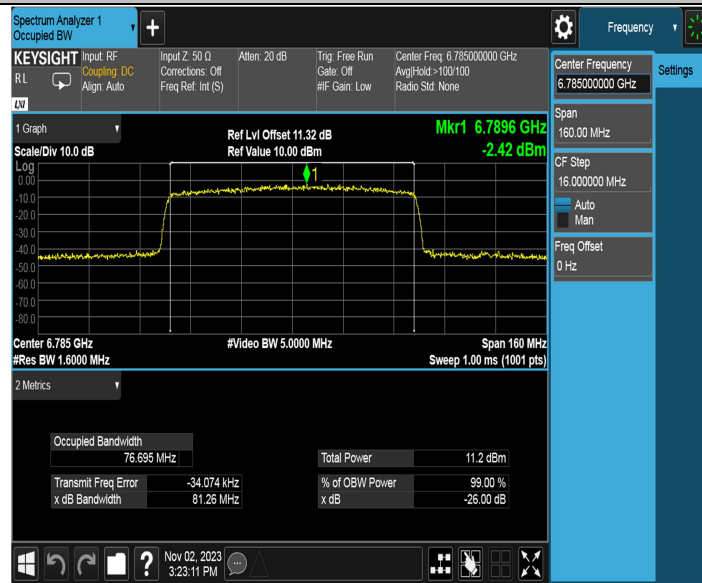 Spectrum Analyzer 1
Occupied BW
+
Frequency
KEYSIGHT
RL
LXI
Input: RF
Coupling: DC
Align: Auto
Input Z: 50 Ω
Corrections: Off
Freq Ref: Int (S)
Atten: 20 dB
Trig: Free Run
Gate: Off
#IF Gain: Low
Center Freq: 6.785000000 GHz
Avg|Hold:>100/100
Radio Std: None
Center Frequency
6.785000000 GHz
Settings
Span
160.00 MHz
CF Step
16.000000 MHz
Auto
Man
Freq Offset
0 Hz
1 Graph
Scale/Div 10.0 dB
Ref Lvl Offset 11.32 dB
Ref Value 10.00 dBm
Mkr1 6.7896 GHz
-2.42 dBm
Log
0.00
-10.0
-20.0
-30.0
-40.0
-50.0
-60.0
-70.0
-80.0
1
Center 6.785 GHz
#Res BW 1.6000 MHz
#Video BW 5.0000 MHz
Span 160 MHz
Sweep 1.00 ms (1001 pts)
2 Metrics
Occupied Bandwidth
76.695 MHz
Transmit Freq Error -34.074 kHz
x dB Bandwidth 81.26 MHz
Total Power 11.2 dBm
% of OBW Power 99.00 %
x dB -26.00 dB
?
Nov 02, 2023
3:23:11 PM